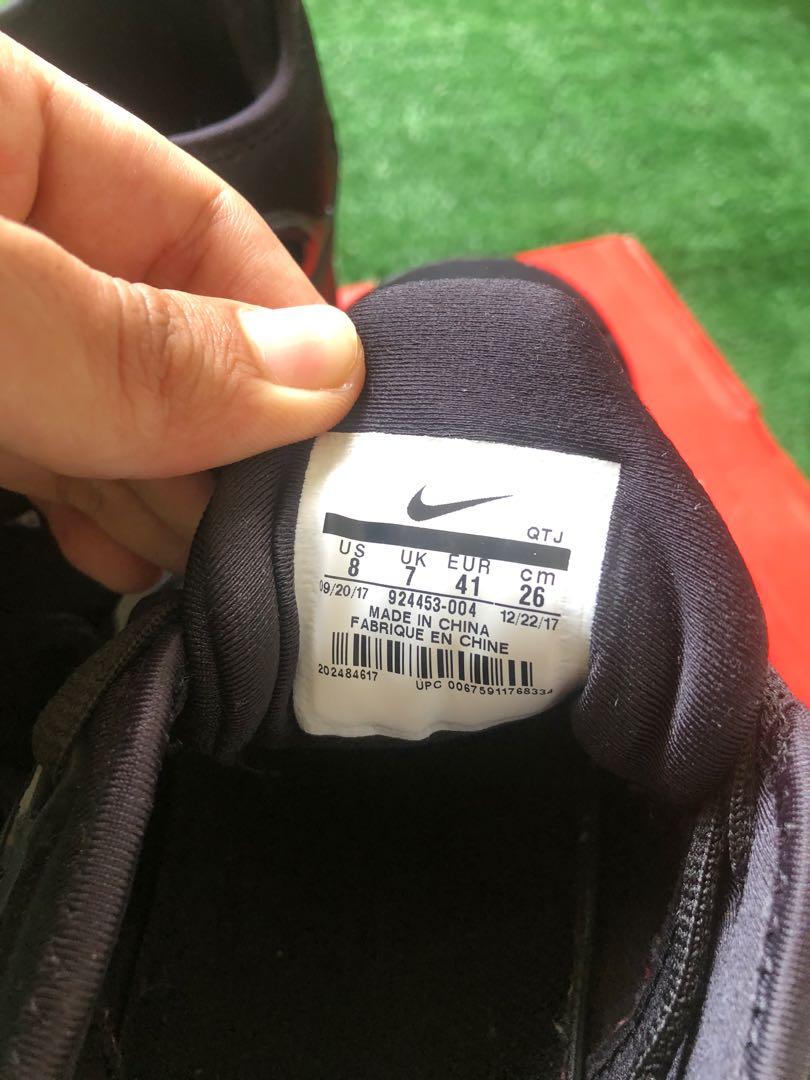 QTJ
US UK EUR cm
8 7 41 26
09/20/17 924453-004 12/22/17
MADE IN CHINA
FABRIQUE EN CHINE
202484617 UPC 00675911768334